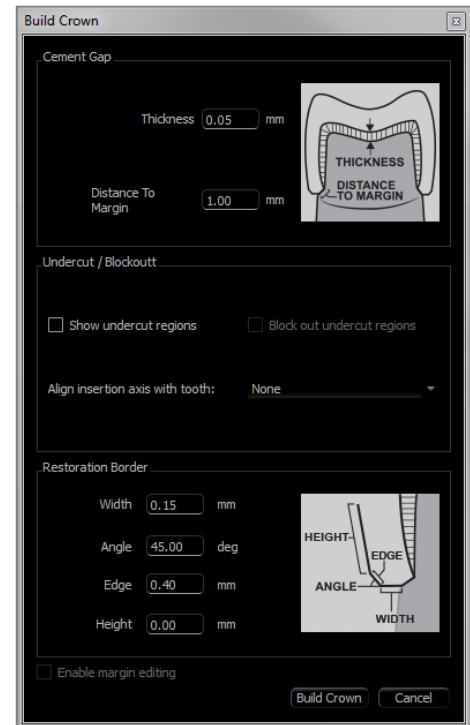 Build Crown
Cement Gap
Thickness 0.05 mm
THICKNESS
DISTANCE
TO MARGIN
Distance To
Margin
1.00 mm
Undercut / Blockoutt
Show undercut regions Block out undercut regions
Align insertion axis with tooth: None
Restoration Border
Width 0.15 mm
Angle 45.00 deg
Edge 0.40 mm
Height 0.00 mm
HEIGHT
EDGE
ANGLE
WIDTH
Enable margin editing
Build Crown Cancel